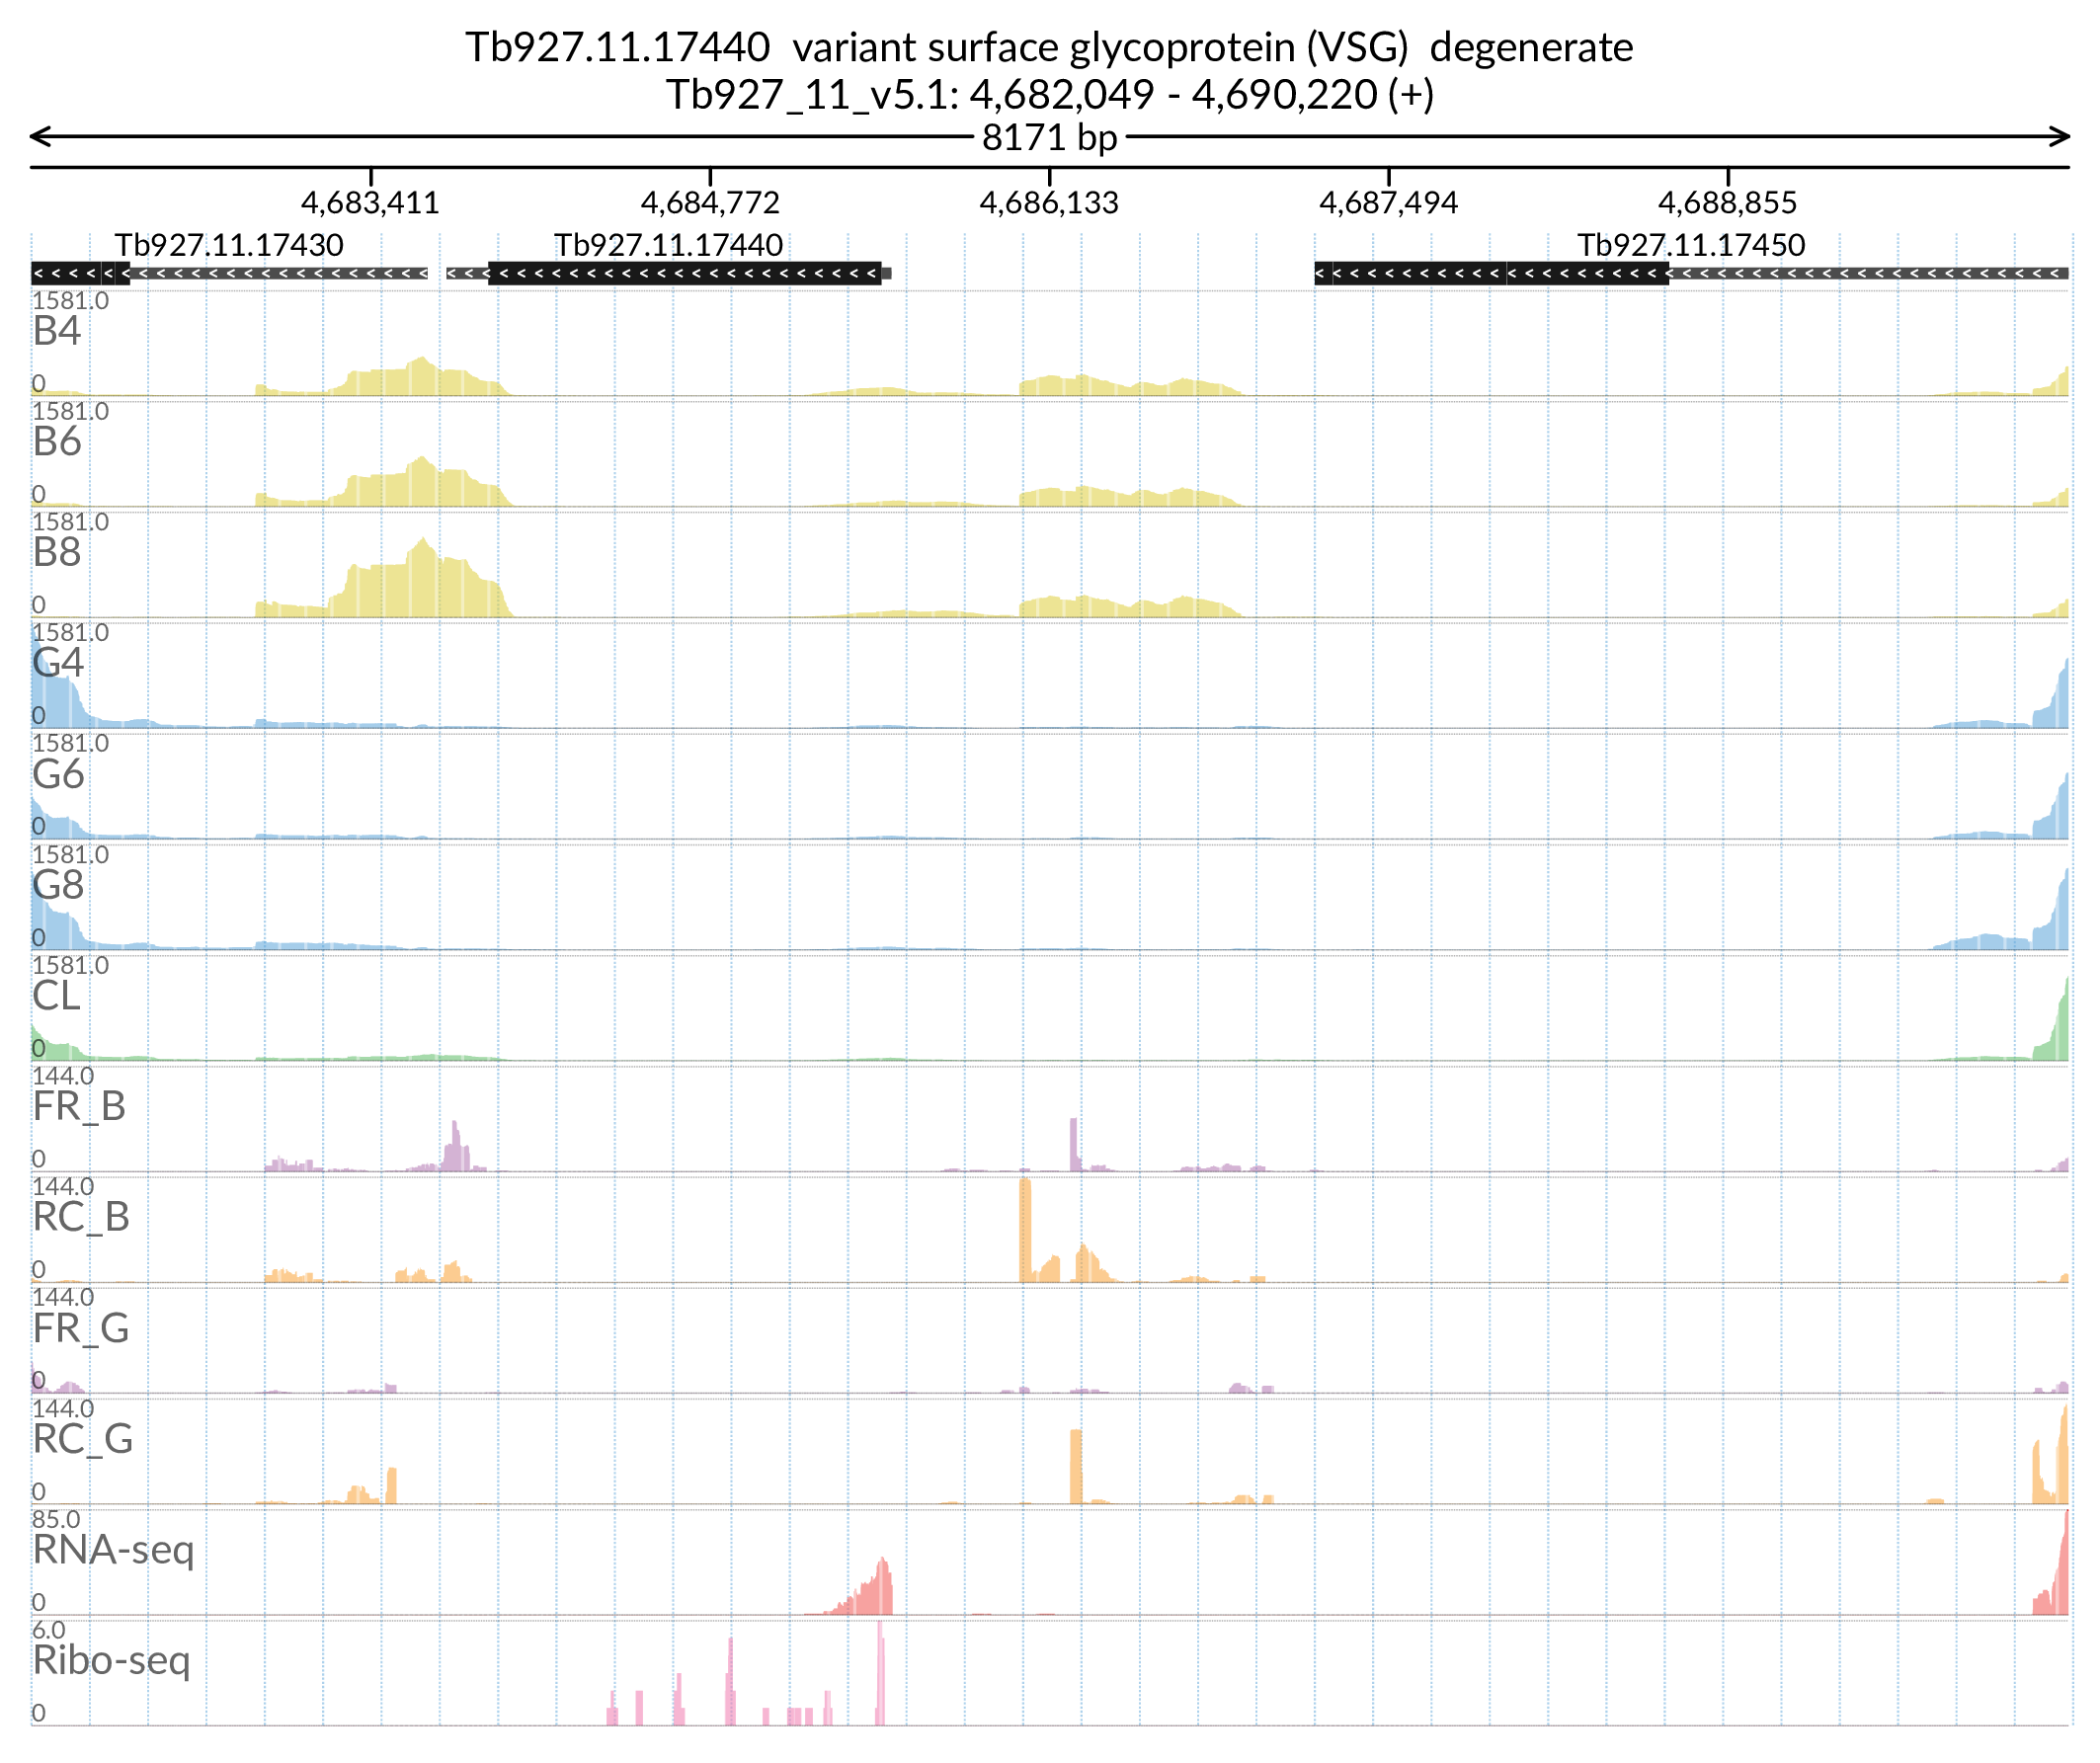 Tb927.11.17440  variant surface glycoprotein (VSG)  degenerate
Tb927_11_v5.1: 4,682,049 - 4,690,220 (+)
8171 bp
4,683,411 4,684,772 4,686,133 4,687,494 4,688,855
Tb927.11.17430 Tb927.11.17440 Tb927.11.17450
1581.0
B4
0
1581.0
B6
0
1581.0
B8
0
1581.0
G4
0
1581.0
G6
0
1581.0
G8
0
1581.0
CL
0
144.0
FR_B
0
144.0
RC_B
0
144.0
FR_G
0
144.0
RC_G
0
85.0
RNA-seq
0
6.0
Ribo-seq
0